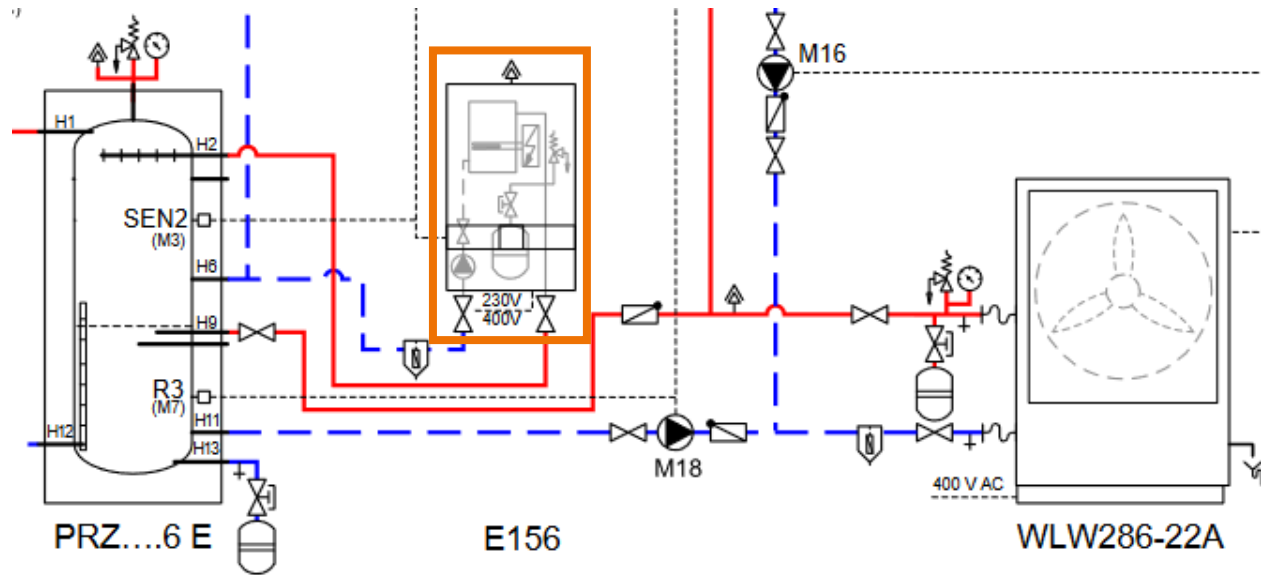 M16
H1
H2
SEN2
(M3)
H6
230V
400V
H9
R3
(M7)
H11
H12
H13
M18
400 V AC
PRZ....6 E
E156
WLW286-22A